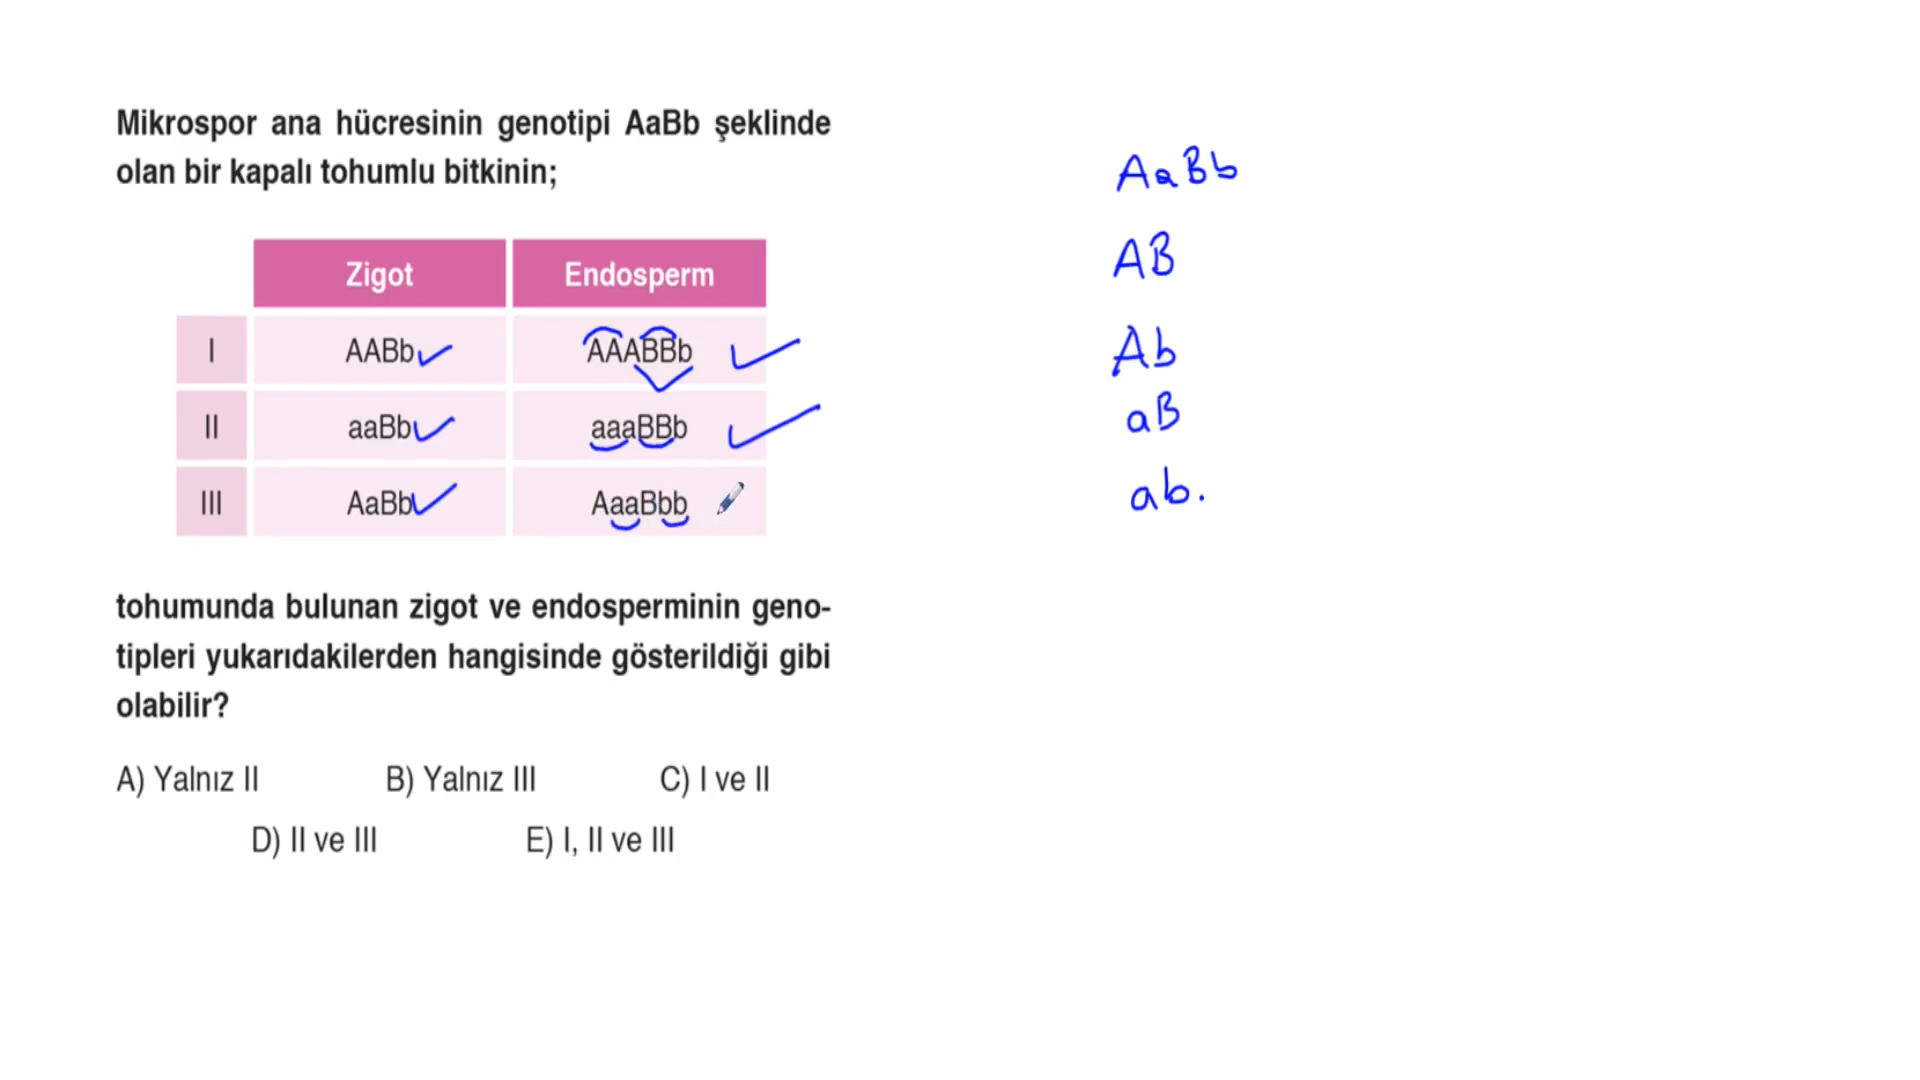 Mikrospor ana hücresinin genotipi AaBb şeklinde
olan bir kapalı tohumlu bitkinin;
Zigot Endosperm
I AABb AAABBb
II aaBb aaaBBb
III AaBb AaaBbb
tohumunda bulunan zigot ve endosperminin geno-
tipleri yukarıdakilerden hangisinde gösterildiği gibi
olabilir?
A) Yalnız II B) Yalnız III C) I ve II
D) II ve III E) I, II ve III
AaBb
AB
Ab
aB
ab.